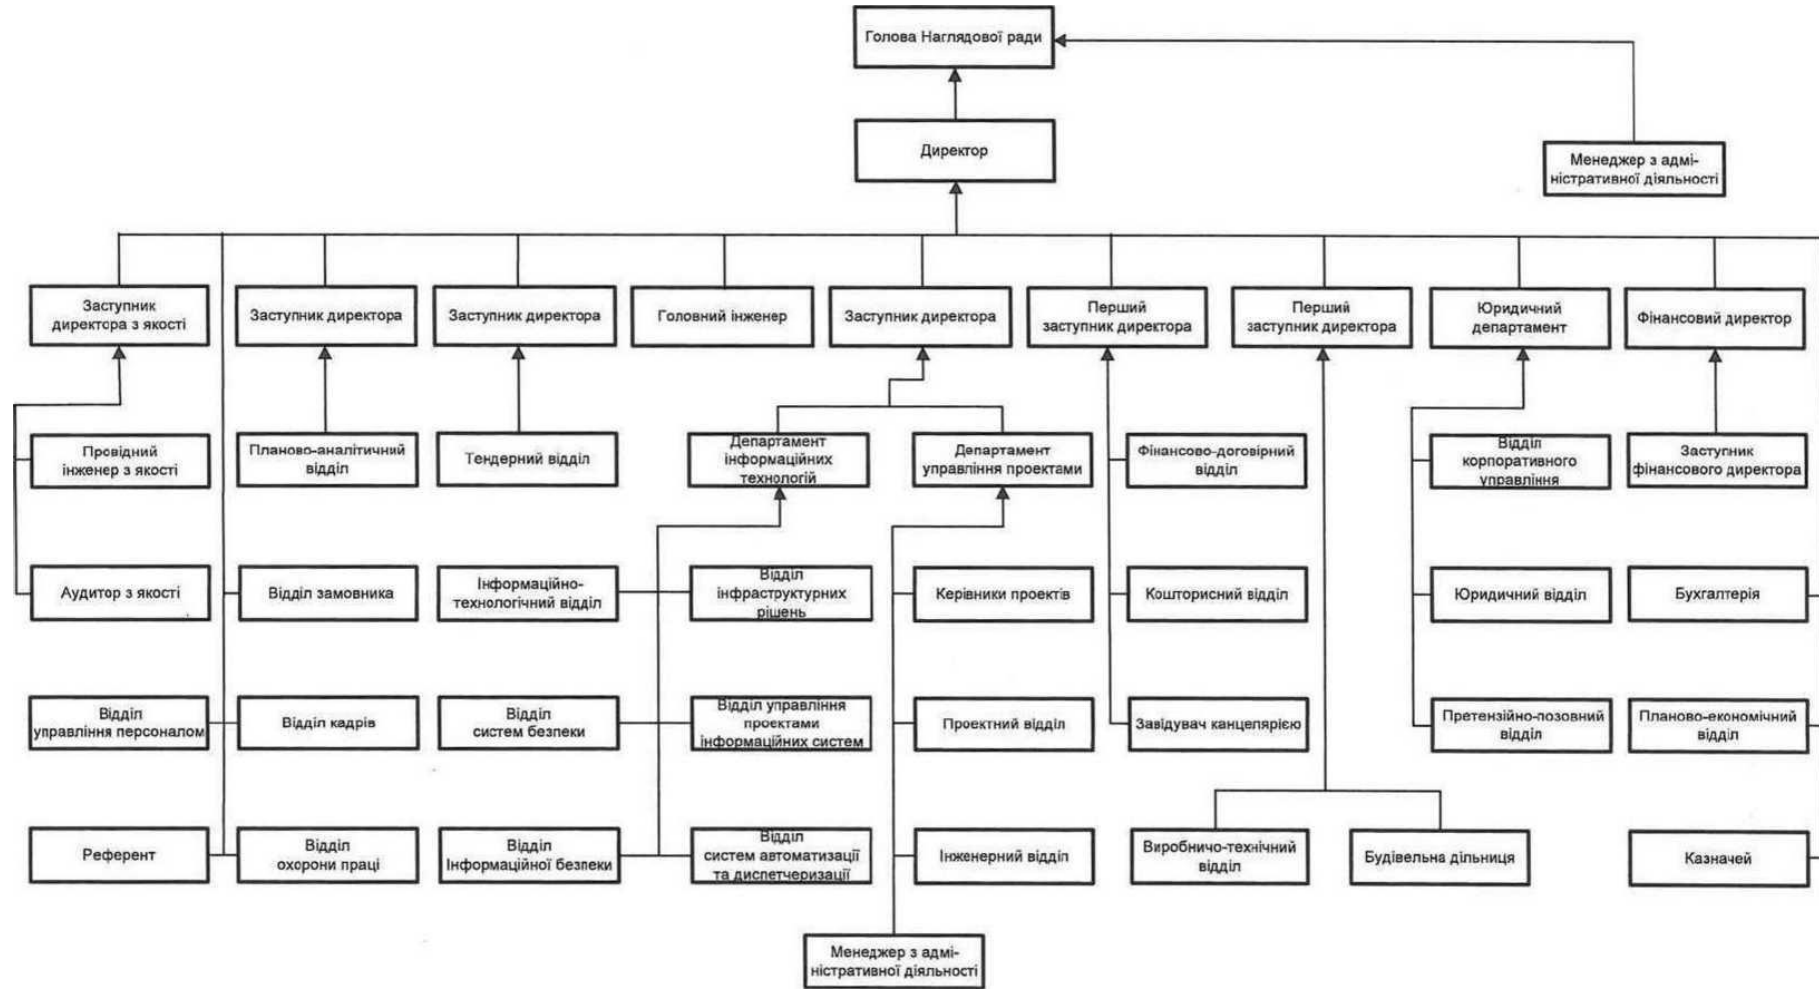 Голова Наглядової ради
Директор
Менеджер з адмі-
ністративної діяльності
Заступник
директора з якості
Заступник директора
Заступник директора
Головний інженер
Заступник директора
Перший
заступник директора
Перший
заступник директора
Юридичний
департамент
Фінансовий директор
Провідний
інженер з якості
Планово-аналітичний
відділ
Тендерний відділ
Департамент
інформаційних
технологій
Департамент
управління проектами
Фінансово-договірний
відділ
Відділ
корпоративного
управління
Заступник
фінансового директора
Аудитор з якості
Відділ замовника
Інформаційно-
технологічний відділ
Відділ
інфраструктурних
рішень
Керівники проектів
Кошторисний відділ
Юридичний відділ
Бухгалтерія
Відділ
управління персоналом
Відділ кадрів
Відділ
систем безпеки
Відділ управління
проектами
інформаційних систем
Проектний відділ
Завідувач канцелярією
Претензійно-позовний
відділ
Планово-економічний
відділ
Референт
Відділ
охорони праці
Відділ
Інформаційної безпеки
Відділ
систем автоматизації
та диспетчеризації
Інженерний відділ
Виробничо-технічний
відділ
Будівельна дільниця
Казначей
Менеджер з адмі-
ністративної діяльності